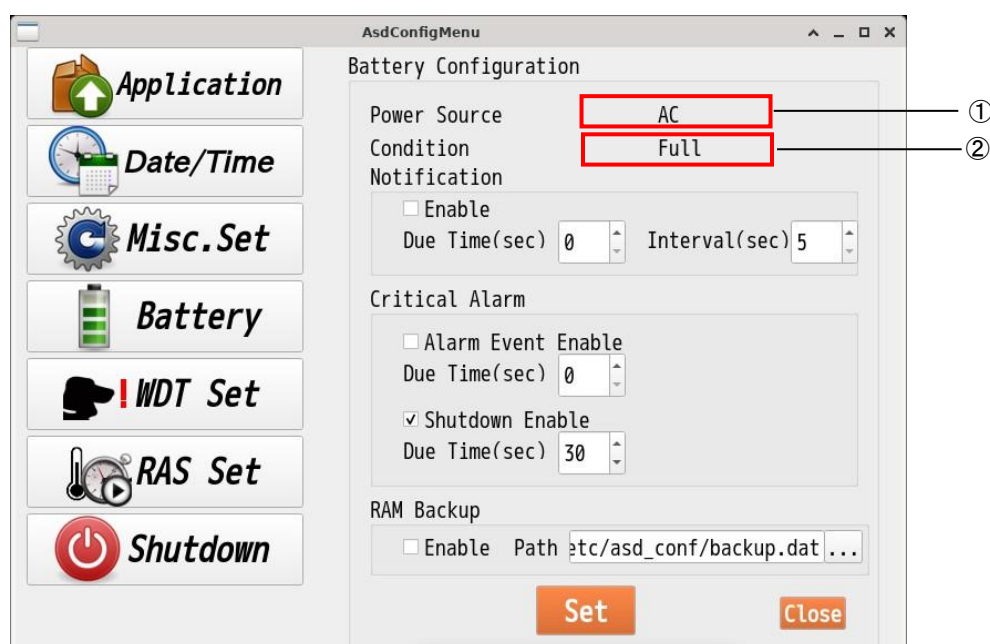 AsdConfigMenu
Application
Date/Time
Misc.Set
Battery
WDT Set
RAS Set
Shutdown
Battery Configuration
Power Source AC ①
Condition Full ②
Notification
Enable
Due Time(sec) 0 Interval(sec) 5
Critical Alarm
Alarm Event Enable
Due Time(sec) 0
Shutdown Enable
Due Time(sec) 30
RAM Backup
Enable Path etc/asd_conf/backup.dat ...
Set Close